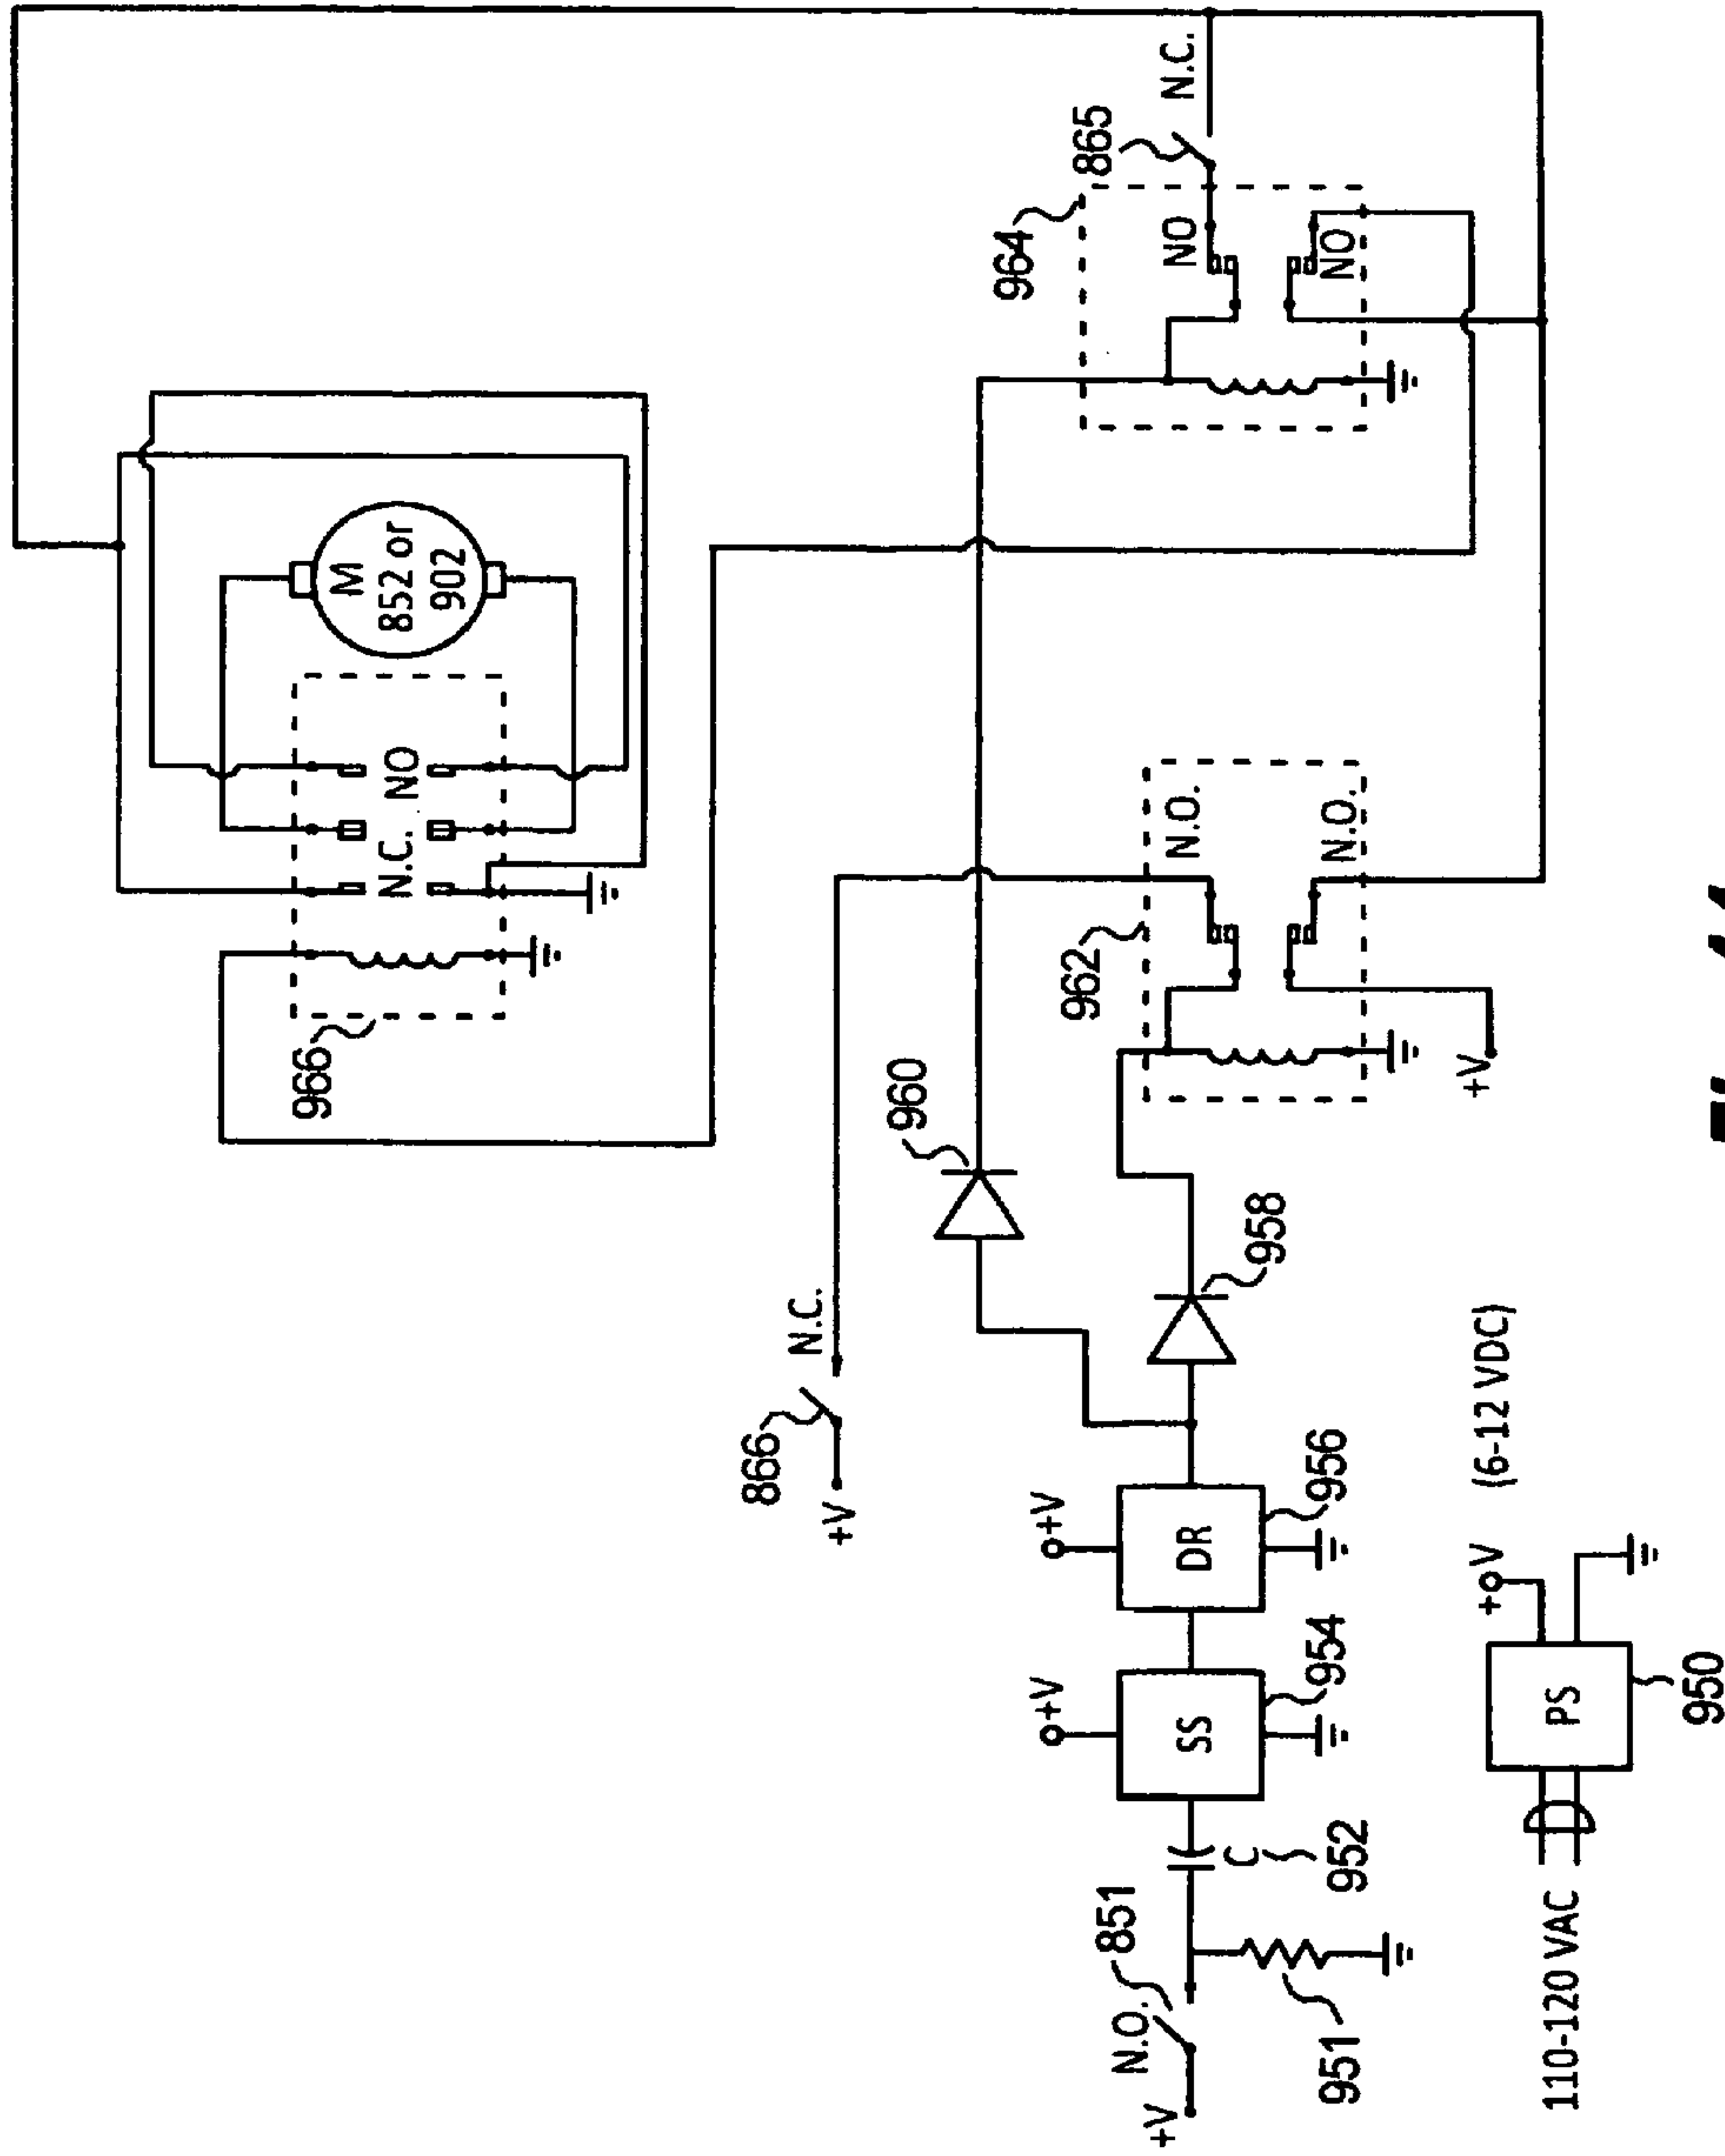 966
M
852 or
902
N.C. NO
866
N.C.
+V
960
964
865
962
+V
+V
851
N.O.
+V
SS
DR
N.O.
NO
N.C.
C
958
951
952
954
956
N.O.
NO
+V
+V
(6-12 VDC)
110-120 VAC
PS
950